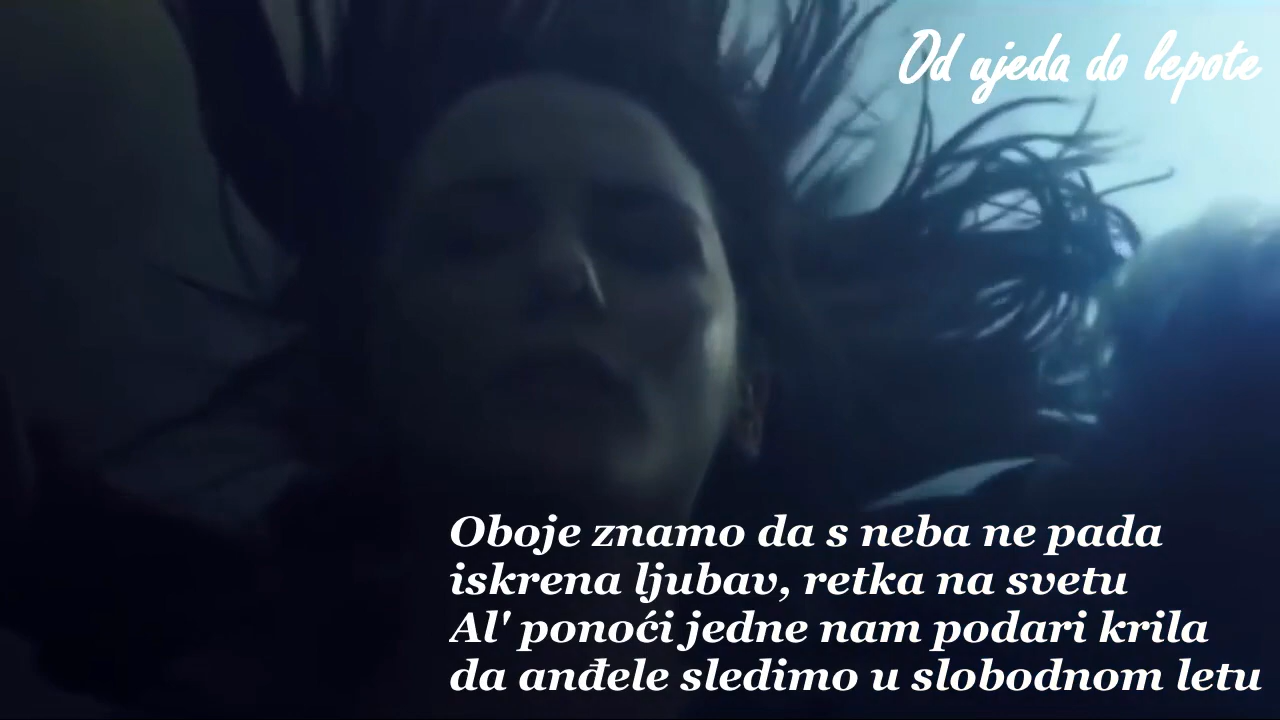 Od ujeda do lepote
Oboje znamo da s neba ne pada
iskrena ljubav, retka na svetu
Al' ponoći jedne nam podari krila
da anđele sledimo u slobodnom letu